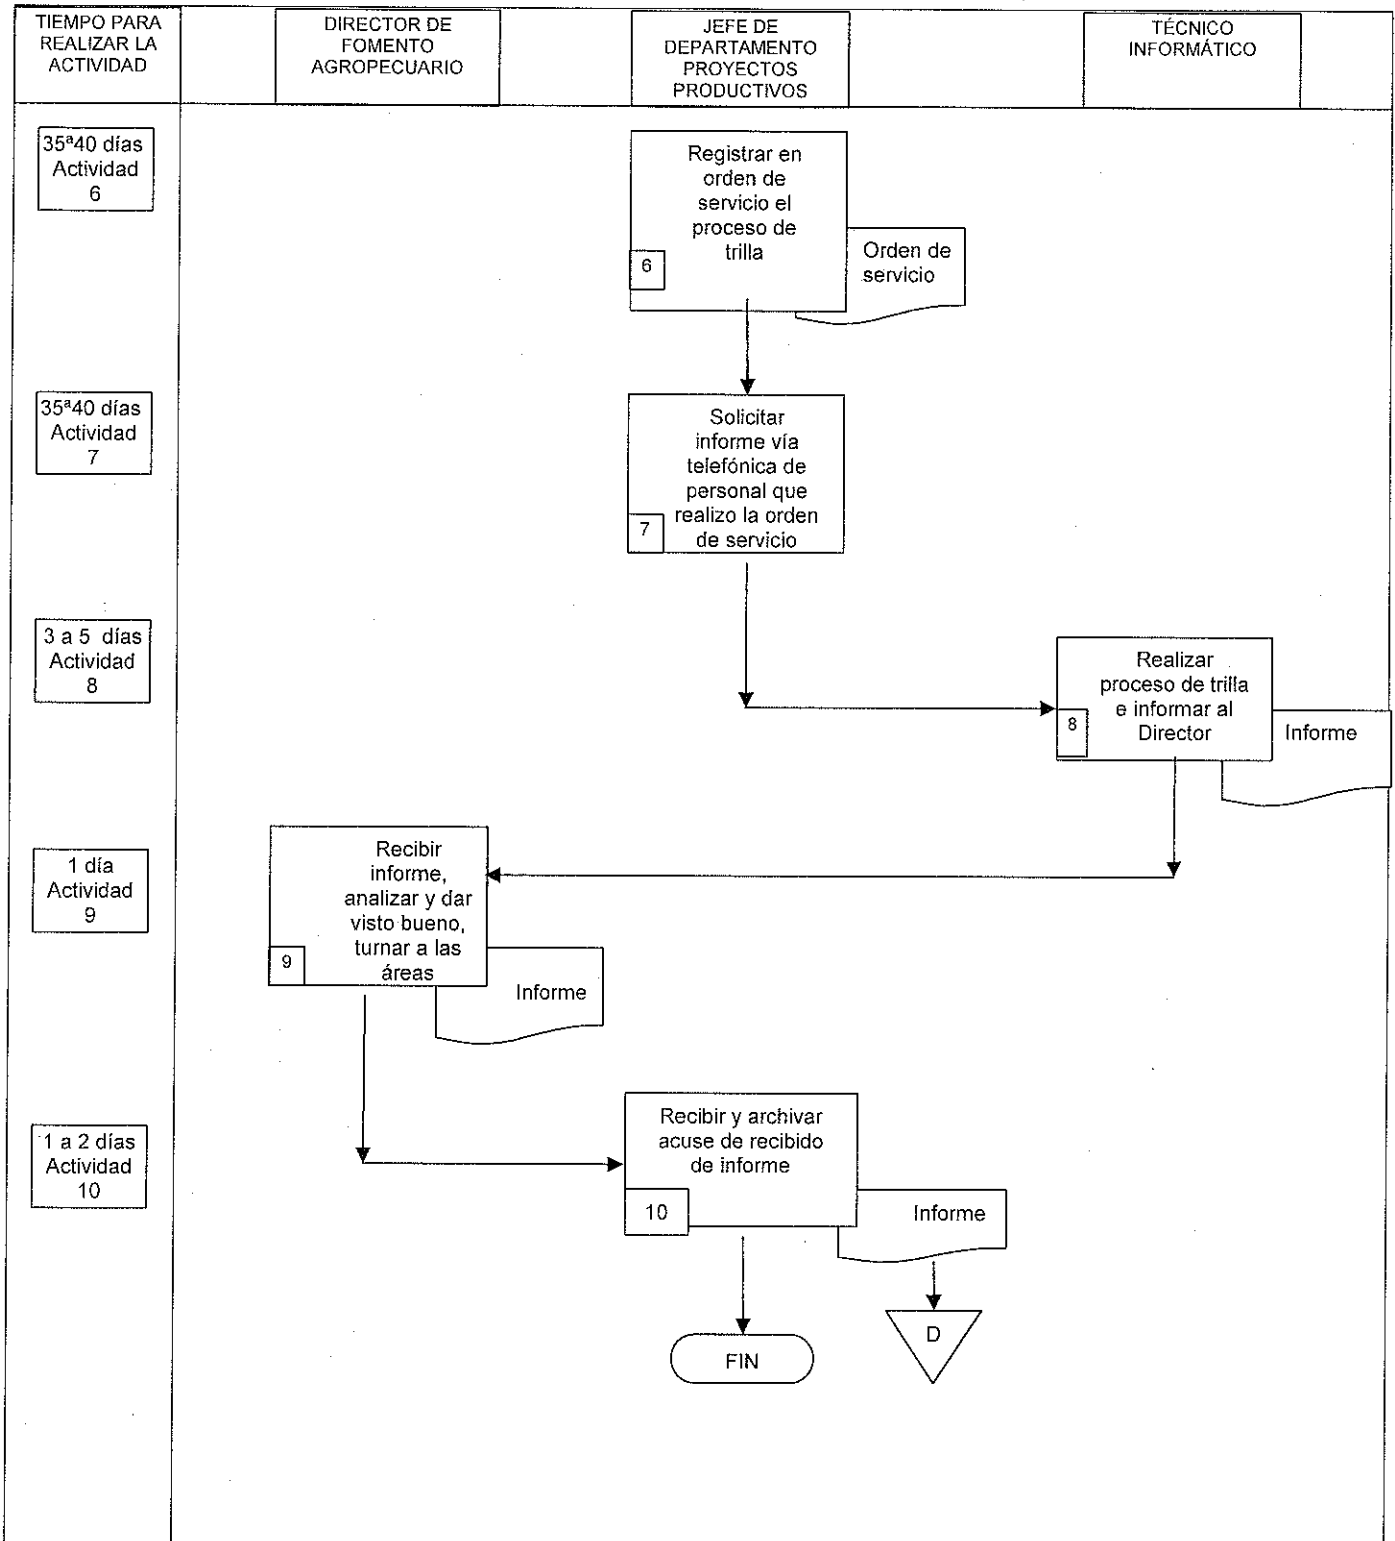 TIEMPO PARA
REALIZAR LA
ACTIVIDAD
DIRECTOR DE
FOMENTO
AGROPECUARIO
JEFE DE
DEPARTAMENTO
PROYECTOS
PRODUCTIVOS
TÉCNICO
INFORMÁTICO
35ª40 días
Actividad
6
Registrar en
orden de
servicio el
proceso de
trilla
6
Orden de
servicio
35ª40 días
Actividad
7
Solicitar
informe vía
telefónica de
personal que
realizo la orden
de servicio
7
3 a 5 días
Actividad
8
Realizar
proceso de trilla
e informar al
Director
8
Informe
1 día
Actividad
9
Recibir
informe,
analizar y dar
visto bueno,
turnar a las
áreas
9
Informe
1 a 2 días
Actividad
10
Recibir y archivar
acuse de recibido
de informe
10
Informe
FIN
D